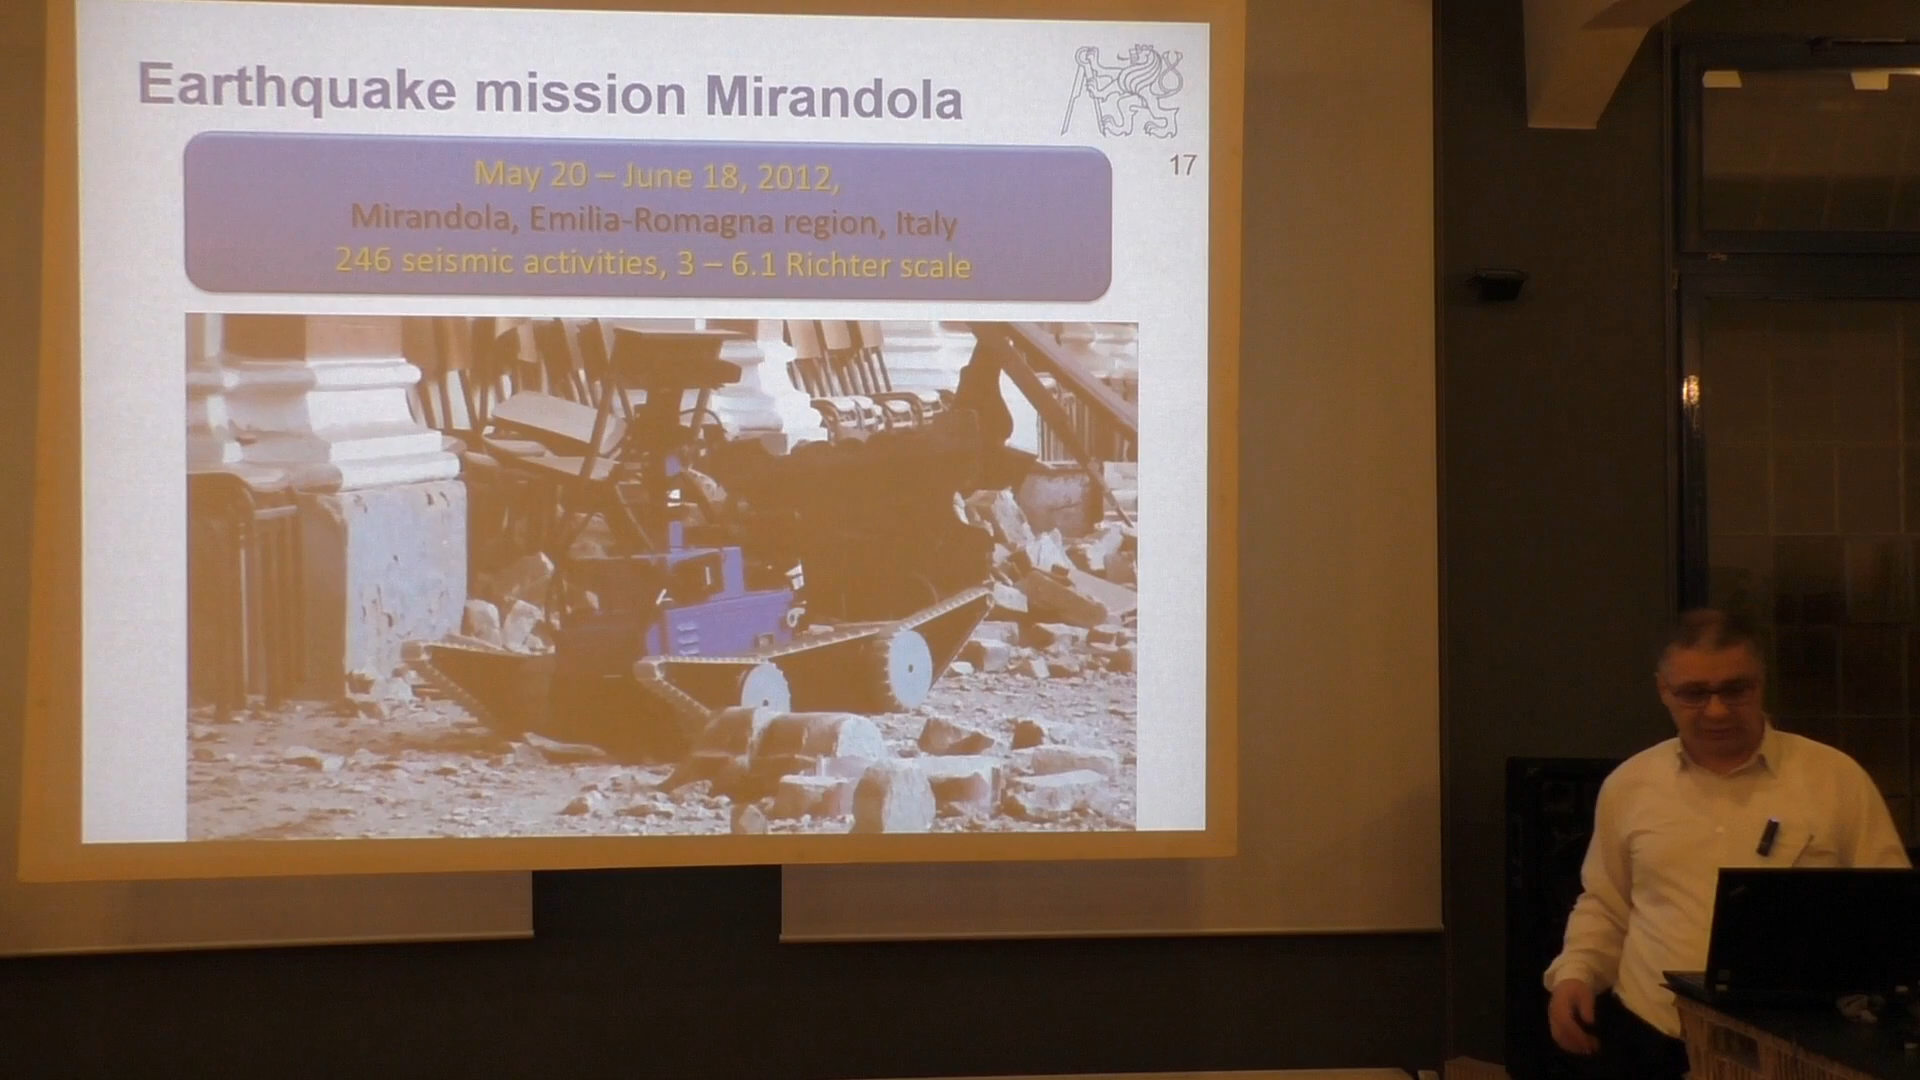 Earthquake mission Mirandola
17
May 20 – June 18, 2012,
Mirandola, Emilia-Romagna region, Italy
246 seismic activities, 3 – 6.1 Richter scale